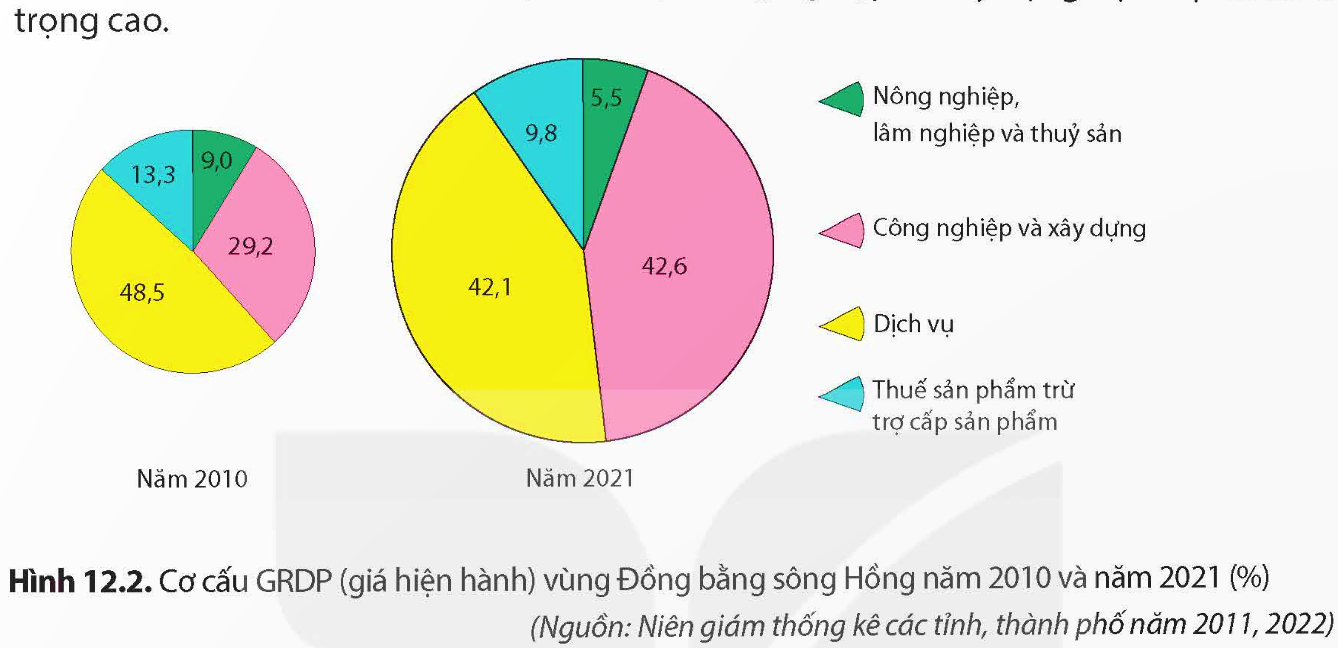 trọng cao.
5,5
9,8
42,6
42,1
9,0
13,3
29,2
48,5
Nông nghiệp,
lâm nghiệp và thuỷ sản
Công nghiệp và xây dựng
Dịch vụ
Thuế sản phẩm trừ
trợ cấp sản phẩm
Năm 2010
Năm 2021
Hình 12.2. Cơ cấu GRDP (giá hiện hành) vùng Đồng bằng sông Hồng năm 2010 và năm 2021 (%)
(Nguồn: Niên giám thống kê các tỉnh, thành phố năm 2011, 2022)